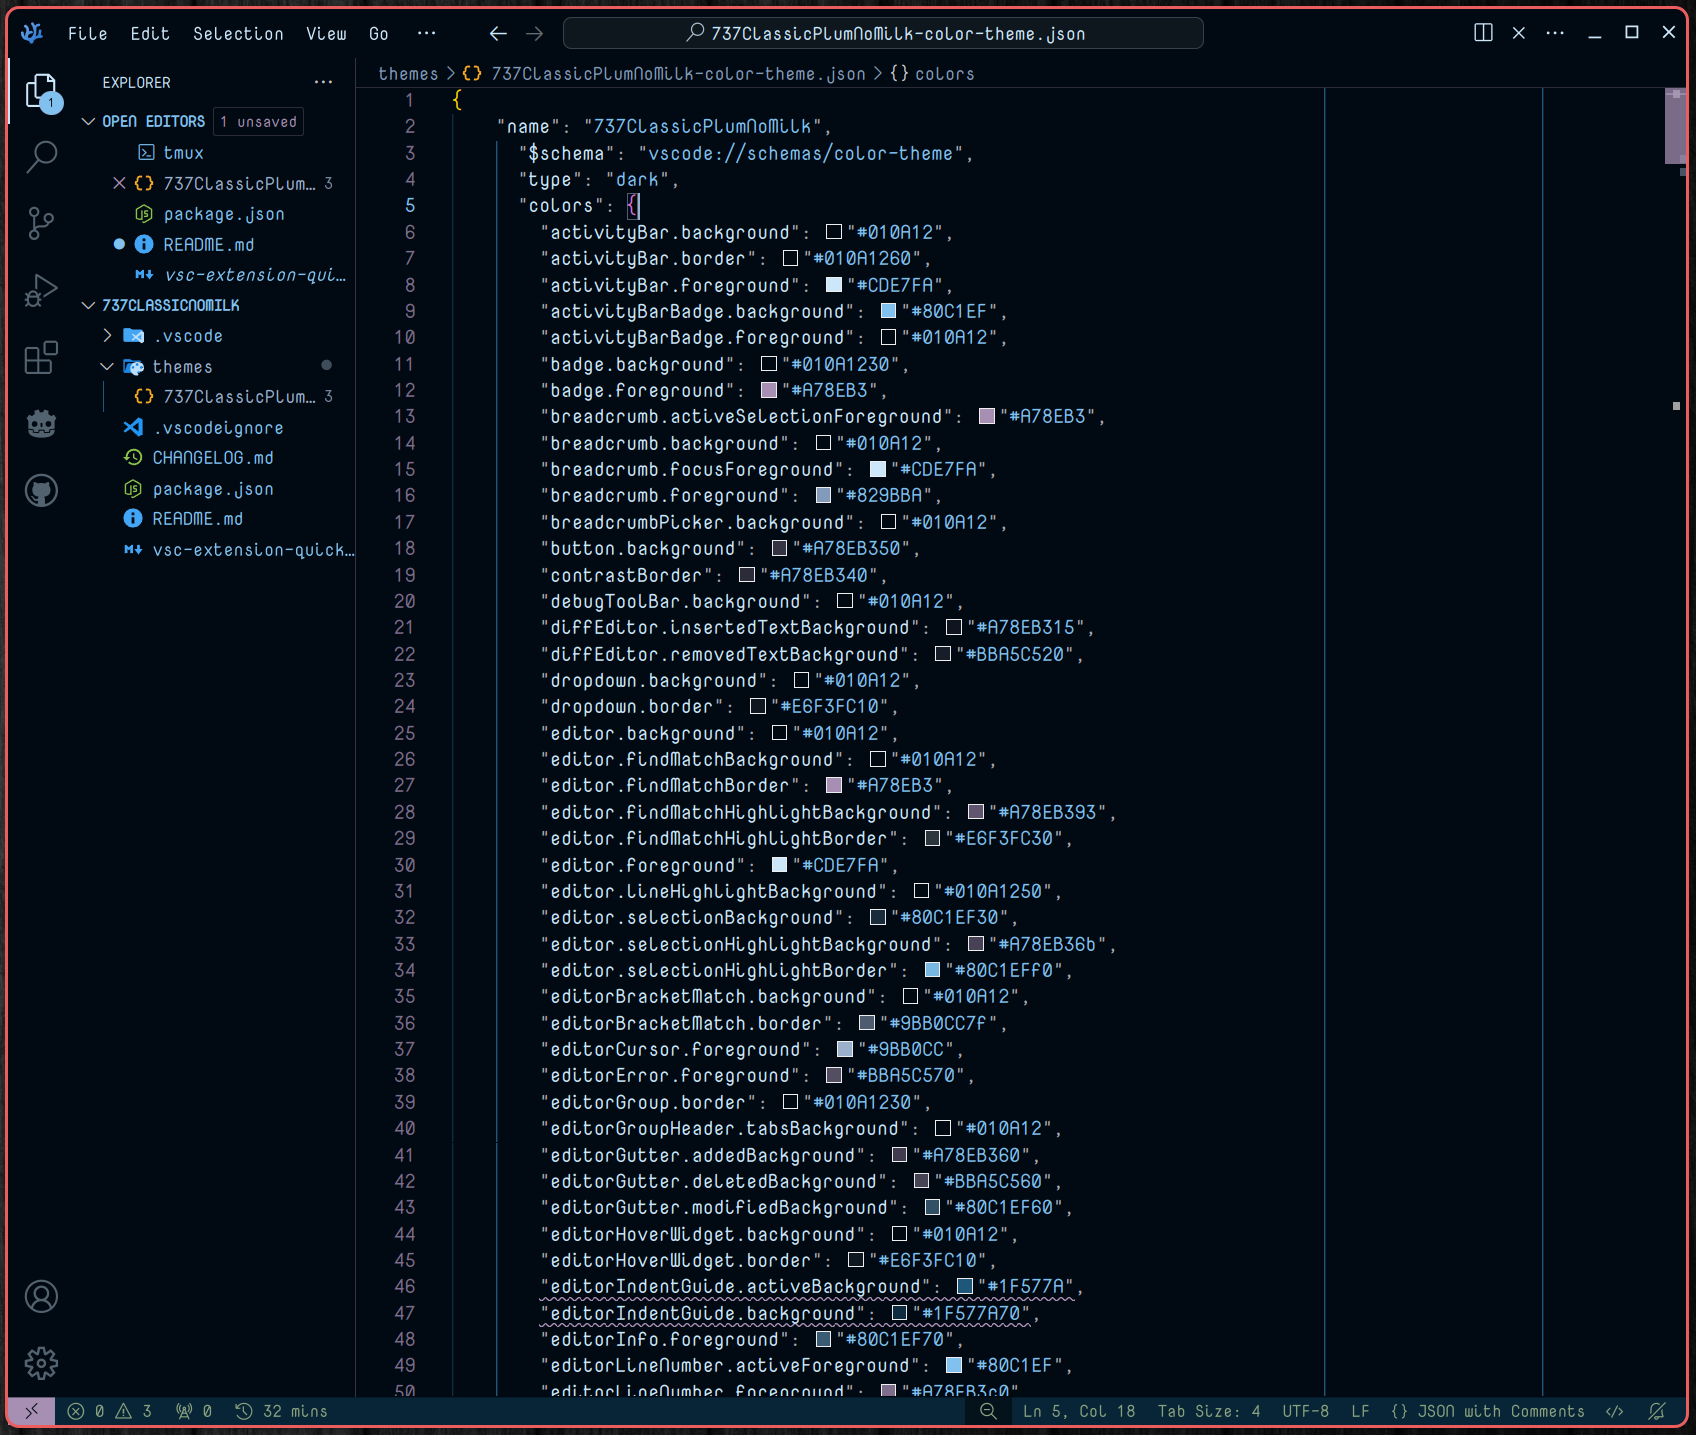 File Edit Selection View Go ··· 737ClassicPlumNoMilk-color-theme.json
EXPLORER
OPEN EDITORS 1 unsaved
tmux
737ClassicPlum... 3
package.json
README.md
vsc-extension-qui...
737CLASSICNOMILK
.vscode
themes
737ClassicPlum... 3
.vscodeignore
CHANGELOG.md
package.json
README.md
vsc-extension-quick...
1
themes > {} 737ClassicPlumNoMilk-color-theme.json > {} colors
1 {
2 "name": "737ClassicPlumNoMilk",
3 "$schema": "vscode://schemas/color-theme",
4 "type": "dark",
5 "colors": {
6 "activityBar.background": "#010A12",
7 "activityBar.border": "#010A1260",
8 "activityBar.foreground": "#CDE7FA",
9 "activityBarBadge.background": "#80C1EF",
10 "activityBarBadge.foreground": "#010A12",
11 "badge.background": "#010A1230",
12 "badge.foreground": "#A78EB3",
13 "breadcrumb.activeSelectionForeground": "#A78EB3",
14 "breadcrumb.background": "#010A12",
15 "breadcrumb.focusForeground": "#CDE7FA",
16 "breadcrumb.foreground": "#829BBA",
17 "breadcrumbPicker.background": "#010A12",
18 "button.background": "#A78EB350",
19 "contrastBorder": "#A78EB340",
20 "debugToolBar.background": "#010A12",
21 "diffEditor.insertedTextBackground": "#A78EB315",
22 "diffEditor.removedTextBackground": "#BBA5C520",
23 "dropdown.background": "#010A12",
24 "dropdown.border": "#E6F3FC10",
25 "editor.background": "#010A12",
26 "editor.findMatchBackground": "#010A12",
27 "editor.findMatchBorder": "#A78EB3",
28 "editor.findMatchHighlightBackground": "#A78EB393",
29 "editor.findMatchHighlightBorder": "#E6F3FC30",
30 "editor.foreground": "#CDE7FA",
31 "editor.lineHighlightBackground": "#010A1250",
32 "editor.selectionBackground": "#80C1EF30",
33 "editor.selectionHighlightBackground": "#A78EB36b",
34 "editor.selectionHighlightBorder": "#80C1EFf0",
35 "editorBracketMatch.background": "#010A12",
36 "editorBracketMatch.border": "#9BB0CC7f",
37 "editorCursor.foreground": "#9BB0CC",
38 "editorError.foreground": "#BBA5C570",
39 "editorGroup.border": "#010A1230",
40 "editorGroupHeader.tabsBackground": "#010A12",
41 "editorGutter.addedBackground": "#A78EB360",
42 "editorGutter.deletedBackground": "#BBA5C560",
43 "editorGutter.modifiedBackground": "#80C1EF60",
44 "editorHoverWidget.background": "#010A12",
45 "editorHoverWidget.border": "#E6F3FC10",
46 "editorIndentGuide.activeBackground": "#1F577A",
47 "editorIndentGuide.background": "#1F577A70",
48 "editorInfo.foreground": "#80C1EF70",
49 "editorLineNumber.activeForeground": "#80C1EF",
50 "editorLineNumber.foreground": "#A78EB3c0"
0 3 0 32 mins Ln 5, Col 18 Tab Size: 4 UTF-8 LF {} JSON with Comments